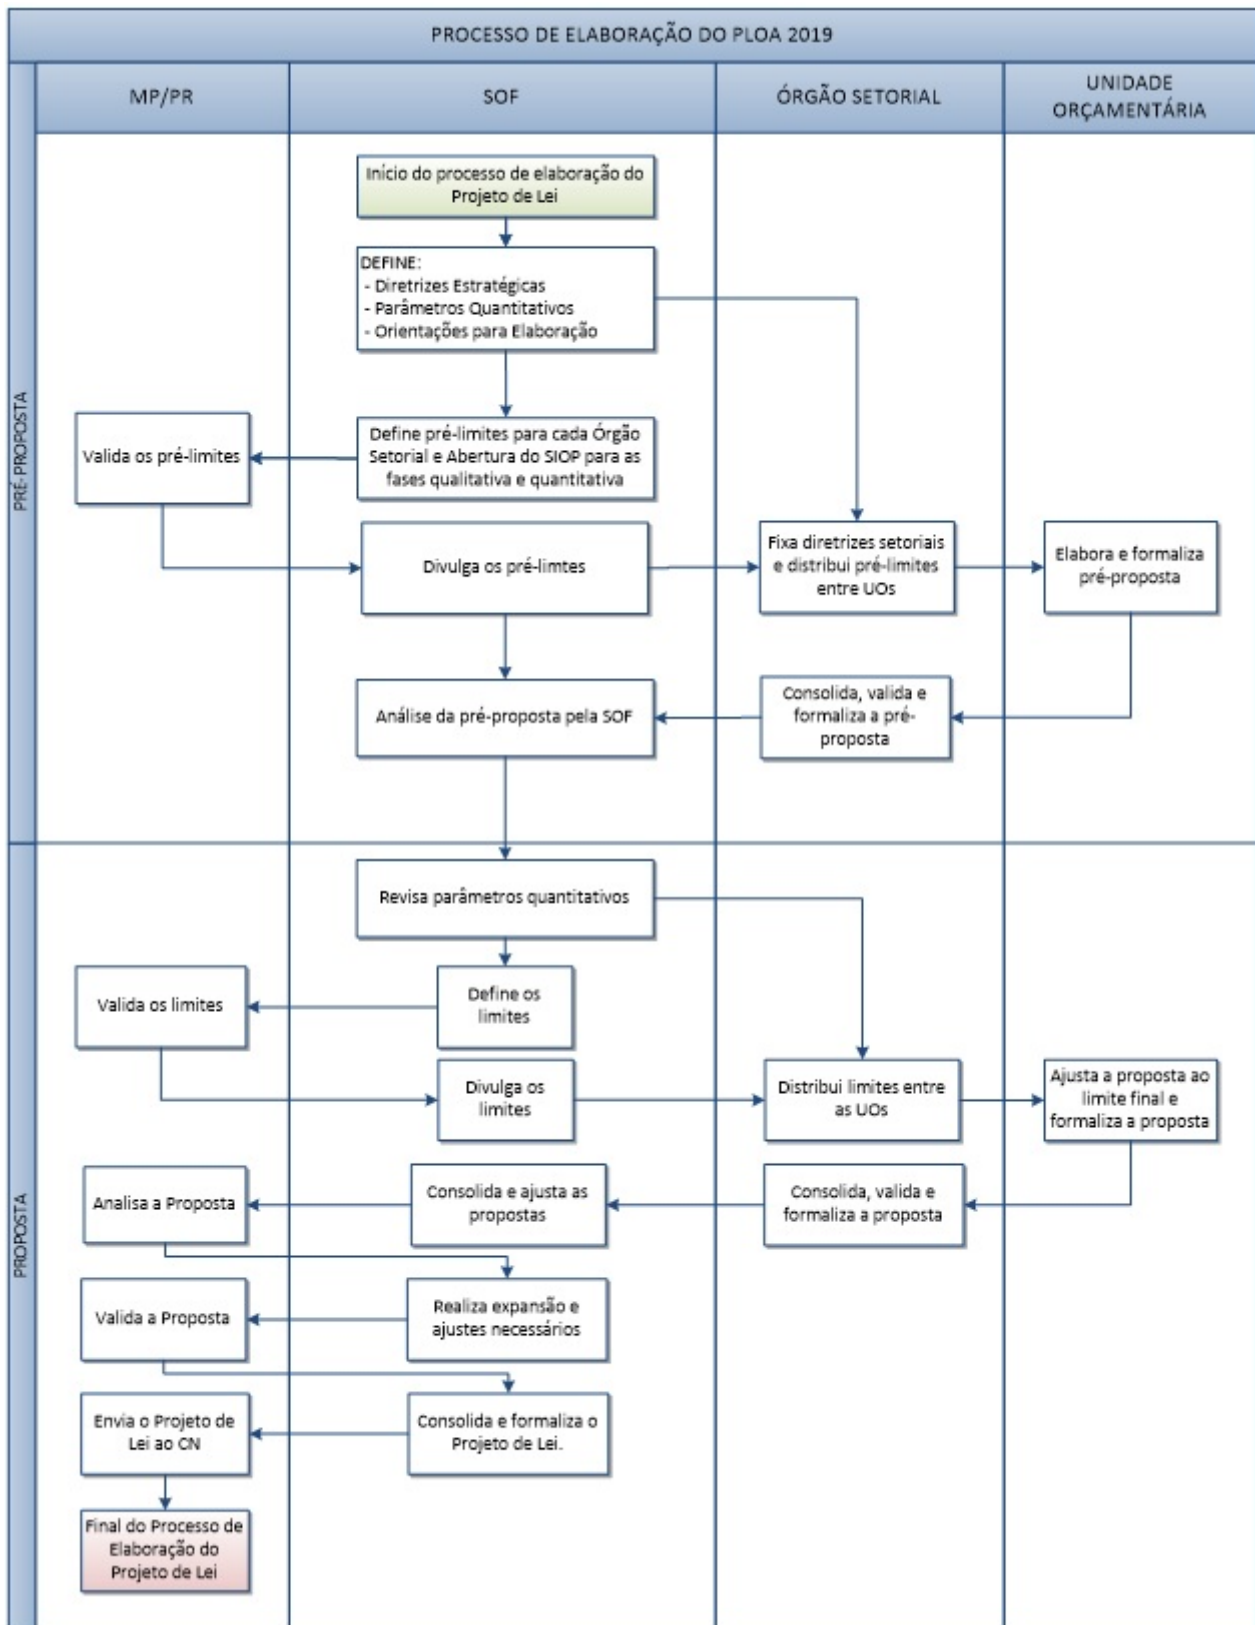 PROCESSO DE ELABORAÇÃO DO PLOA 2019
MP/PR
SOF
ÓRGÃO SETORIAL
UNIDADE
ORÇAMENTÁRIA
PRÉ-PROPOSTA
Início do processo de elaboração do
Projeto de Lei
DEFINE:
- Diretrizes Estratégicas
- Parâmetros Quantitativos
- Orientações para Elaboração
Valida os pré-limites
Define pré-limites para cada Órgão
Setorial e Abertura do SIOP para as
fases qualitativa e quantitativa
Divulga os pré-limtes
Fixa diretrizes setoriais
e distribui pré-limites
entre UOs
Elabora e formaliza
pré-proposta
Análise da pré-proposta pela SOF
Consolida, valida e
formaliza a pré-
proposta
PROPOSTA
Revisa parâmetros quantitativos
Valida os limites
Define os
limites
Divulga os
limites
Distribui limites entre
as UOs
Ajusta a proposta ao
limite final e
formaliza a proposta
Analisa a Proposta
Consolida e ajusta as
propostas
Consolida, valida e
formaliza a proposta
Valida a Proposta
Realiza expansão e
ajustes necessários
Envia o Projeto de
Lei ao CN
Consolida e formaliza o
Projeto de Lei.
Final do Processo de
Elaboração do
Projeto de Lei